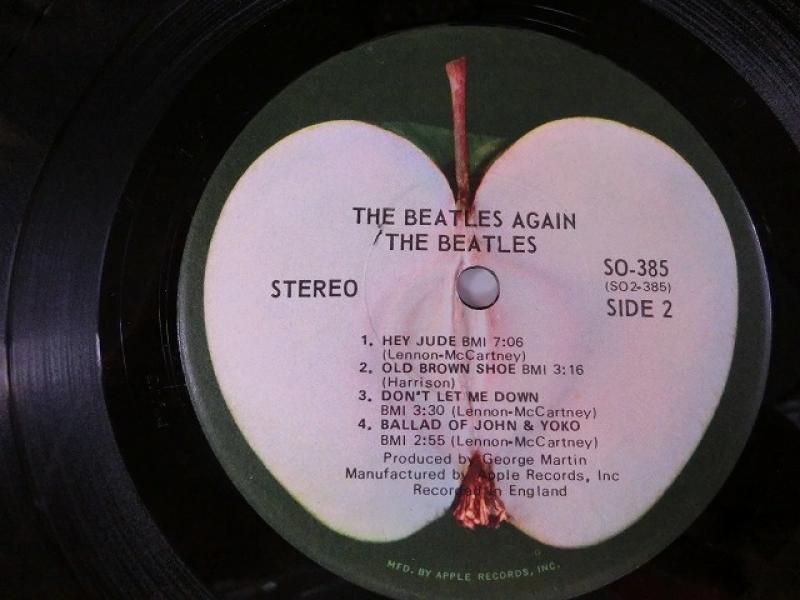 THE BEATLES AGAIN
/THE BEATLES
STEREO
SO-385
(SO2-385)
SIDE 2
1. HEY JUDE BMI 7:06
(Lennon-McCartney)
2. OLD BROWN SHOE BMI 3:16
(Harrison)
3. DON'T LET ME DOWN
BMI 3:30 (Lennon-McCartney)
4. BALLAD OF JOHN & YOKO
BMI 2:55 (Lennon-McCartney)
Produced by George Martin
Manufactured by Apple Records, Inc
Recorded in England
MFD. BY APPLE RECORDS, INC.